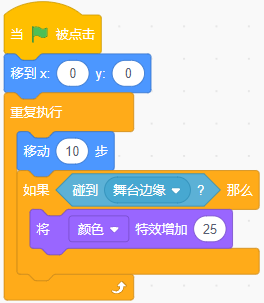 当 被点击
移到 x: 0 y: 0
重复执行
移动 10 步
如果 碰到 舞台边缘 ? 那么
将 颜色 特效增加 25